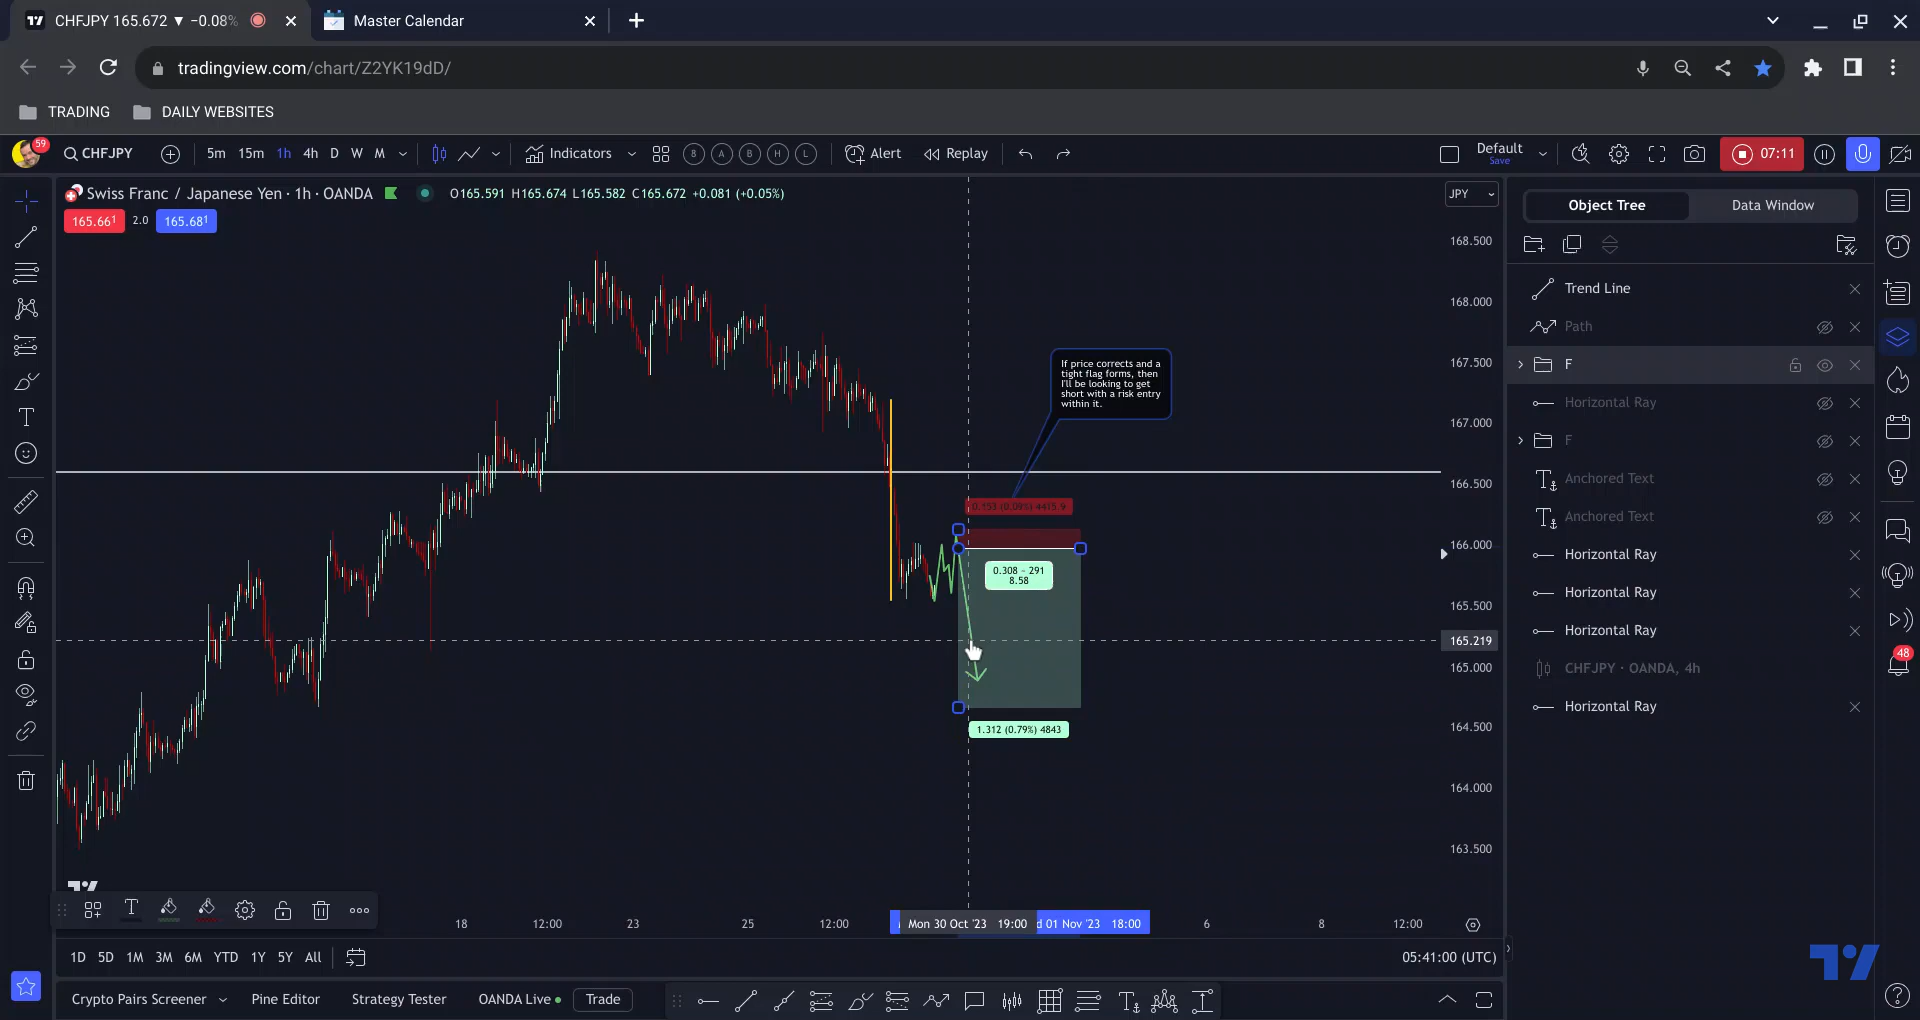 CHFJPY 165.672 ▼ −0.08%
Master Calendar
tradingview.com/chart/Z2YK19dD/
TRADING
DAILY WEBSITES
59
CHFJPY
5m 15m 1h 4h D W M
Indicators
8 A B H L
Alert
Replay
Default
Save
07:11
Swiss Franc / Japanese Yen · 1h · OANDA
O165.591 H165.674 L165.582 C165.672 +0.081 (+0.05%)
165.661
2.0
165.681
JPY
168.500
168.000
167.500
167.000
166.500
166.000
165.500
165.219
165.000
164.500
164.000
163.500
If price corrects and a
tight flag forms, then
I'll be looking to get
short with a risk entry
within it.
0.153 (0.09%) 4415.9
0.308 - 291
8.58
1.312 (0.79%) 4843
18 12:00 23 25 12:00
Mon 30 Oct '23 19:00
01 Nov '23 18:00
6 8 12:00
1D 5D 1M 3M 6M YTD 1Y 5Y All
05:41:00 (UTC)
Crypto Pairs Screener
Pine Editor
Strategy Tester
OANDA Live
Trade
Object Tree
Data Window
Trend Line
Path
F
Horizontal Ray
F
Anchored Text
Anchored Text
Horizontal Ray
Horizontal Ray
Horizontal Ray
CHFJPY · OANDA, 4h
Horizontal Ray
48